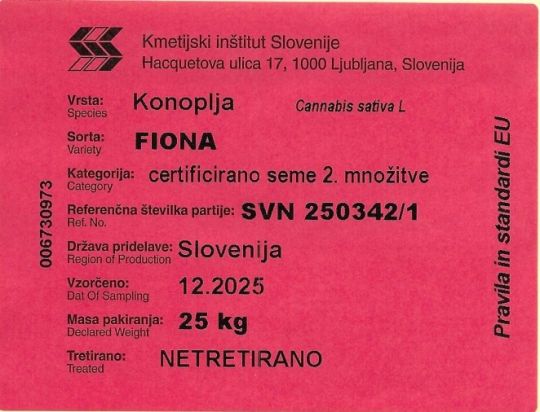 Kmetijski inštitut Slovenije
Hacquetova ulica 17, 1000 Ljubljana, Slovenija
Vrsta: Konoplja Cannabis sativa L
Species
Sorta: FIONA
Variety
Kategorija: certificirano seme 2. množitve
Category
Referenčna številka partije: SVN 250342/1
Ref. No.
Država pridelave: Slovenija
Region of Production
Vzorčeno: 12.2025
Dat Of Sampling
Masa pakiranja: 25 kg
Declared Weight
Tretirano: NETRETIRANO
Treated
006730973
Pravila in standardi EU